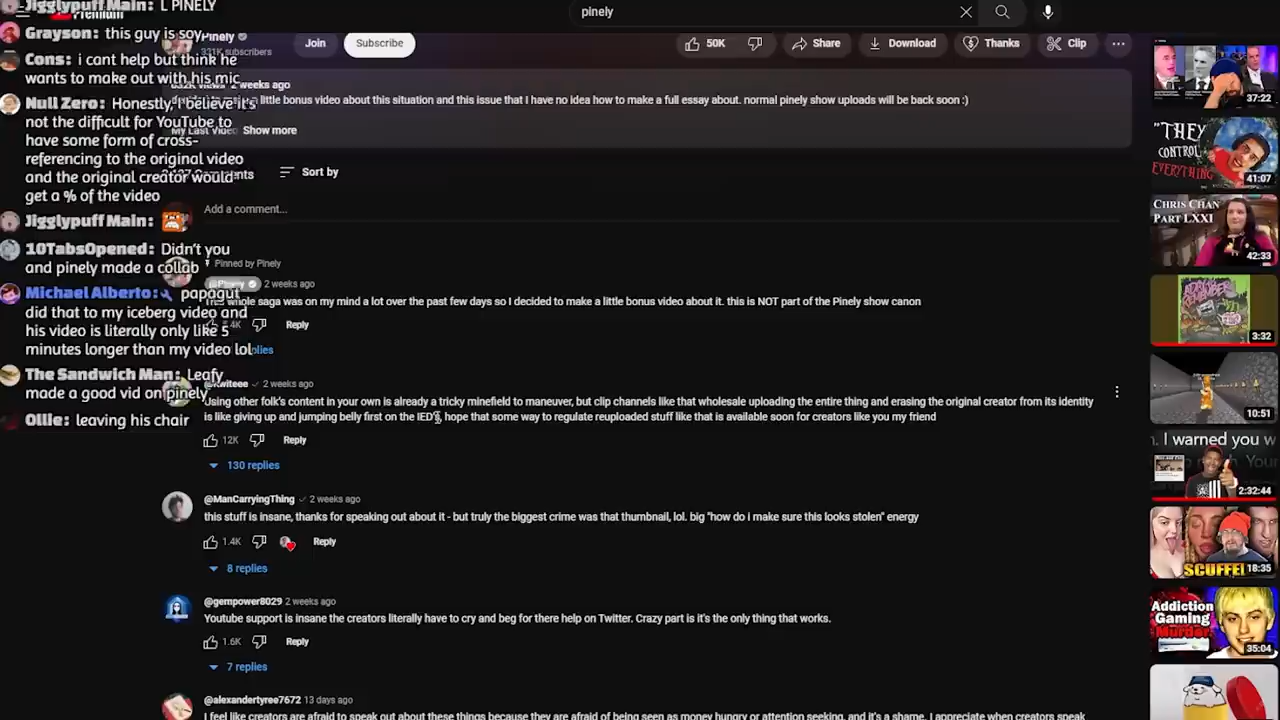 Jigglypuff Main: L PINELY
Premium
pinely
Grayson: this guy is soy
Pinely
331K subscribers
Join
Subscribe
60K
Share
Download
Thanks
Clip
Cons: i cant help but think he
wants to make out with his mic
views 2 weeks ago
little bonus video about this situation and
that I have no idea how to make a full essay about. normal pinely show uploads will be back soon :)
My Last Video
Show more
Null Zero: Honestly, I believe it's
not the difficult for YouTube to
have some form of cross-
referencing to the original video
and the original creator would
get a % of the video
Sort by
Add a comment...
Jigglypuff Main:
10TabsOpened: Didn't you
and pinely made a collab
Pinned by Pinely
@Pinely 2 weeks ago
This whole saga was on my mind a lot over the past few days so I decided to make a little bonus video about it. this is NOT part of the Pinely show canon
Reply
replies
Michael Alberto: papagut
did that to my iceberg video and
his video is literally only like 5
minutes longer than my video lol
The Sandwich Man: Leafy
made a good vid on pinely
Ollie: leaving his chair
2 weeks ago
Using other folk's content in your own is already a tricky minefield to maneuver, but clip channels like that wholesale uploading the entire thing and erasing the original creator from its identity
is like giving up and jumping belly first on the IED's, hope that some way to regulate reuploaded stuff like that is available soon for creators like you my friend
12K
Reply
130 replies
@ManCarryingThing 2 weeks ago
this stuff is insane, thanks for speaking out about it - but truly the biggest crime was that thumbnail, lol. big "how do i make sure this looks stolen" energy
1.4K
Reply
8 replies
@gempower8029 2 weeks ago
Youtube support is insane the creators literally have to go and beg for them help on Twitter. Crazy part is it's the only thing that works.
1.6K
Reply
7 replies
@alexandertyree7672 13 days ago
I feel like creators are afraid to speak out about these things because they are afraid of being seen as money hungry or attention seeking, and it's a shame. I appreciate when creators speak
37:22
"THEY
CONTROL
EVERYTHING
41:07
CHRIS CHAN
PART LXXI
42:33
3:32
10:51
. I warned you w
2:32:44
SCUFFE
18:35
Addiction
Gaming
Murder
35:04